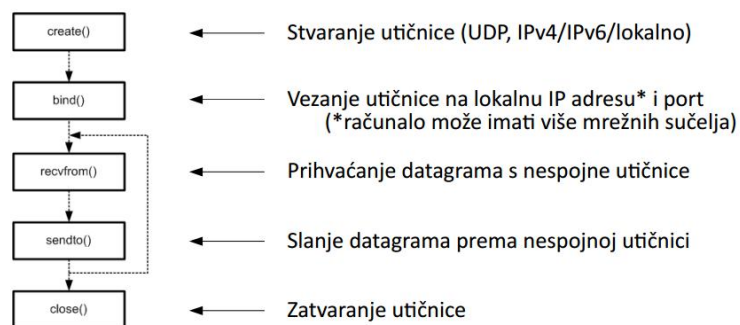 create()
Stvaranje utičnice (UDP, IPv4/IPv6/lokalno)
bind()
Vezanje utičnice na lokalnu IP adresu* i port
(*računalo može imati više mrežnih sučelja)
recvfrom()
Prihvaćanje datagrama s nespojne utičnice
sendto()
Slanje datagrama prema nespojnoj utičnici
close()
Zatvaranje utičnice